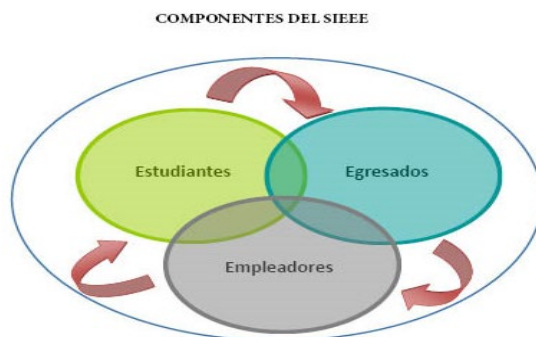 COMPONENTES DEL SIEEE
Estudiantes
Egresados
Empleadores